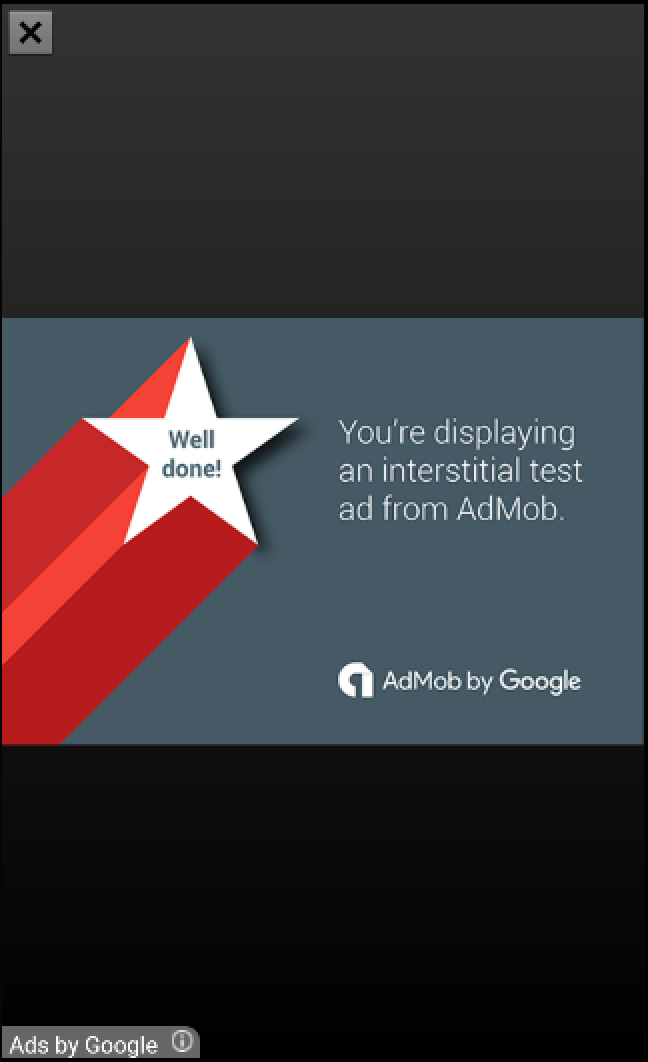 Well
done!
You're displaying
an interstitial test
ad from AdMob.
AdMob by Google
Ads by Google